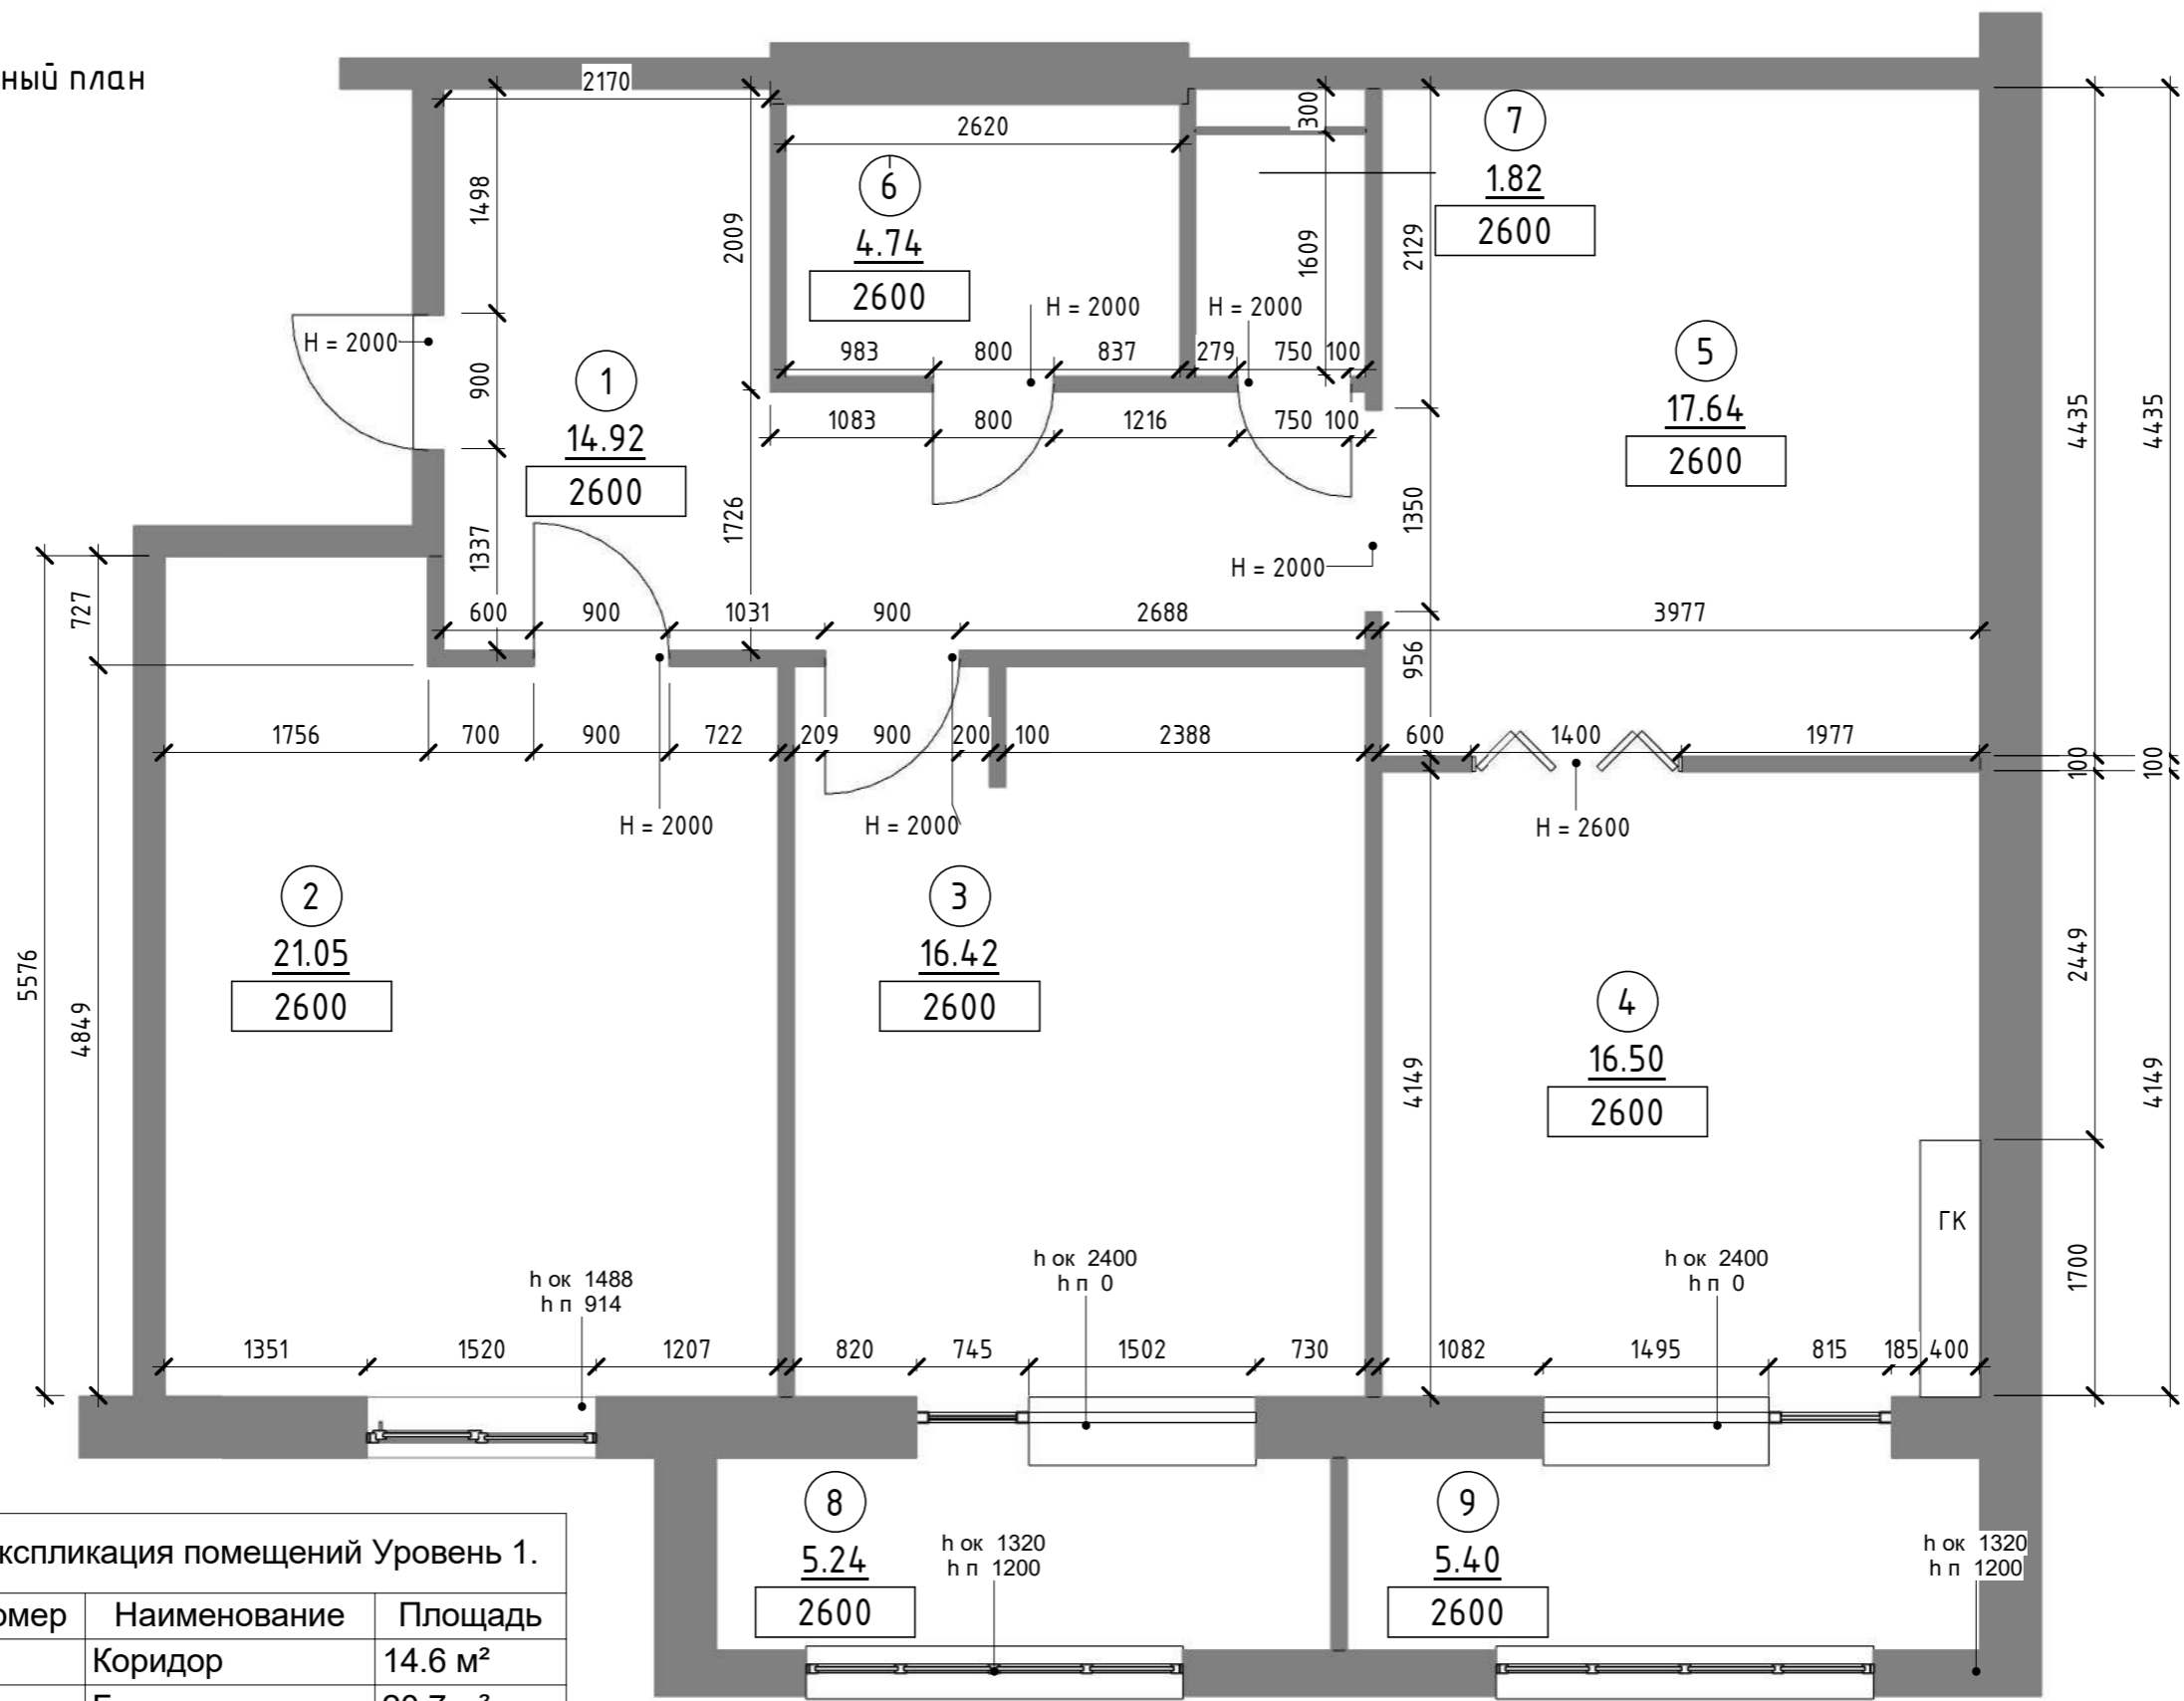 ный план
2170
2620
300
7
1.82
2600
1498
2009
6
4.74
2600
1609
2129
H = 2000
H = 2000
H = 2000
983 800 837 279 750 100
900
1
14.92
2600
5
17.64
2600
4435
4435
1083 800 1216 750 100
1337
1726
1350
H = 2000
727
600 900 1031 900 2688 3977
956
1756 700 900 722 209 900 200 100 2388 600 1400 1977
100
100
H = 2000
H = 2000
H = 2600
2
21.05
2600
3
16.42
2600
4
16.50
2600
5576
4849
4149
2449
4149
ГК
1700
h ок 1488
h п 914
h ок 2400
h п 0
h ок 2400
h п 0
1351 1520 1207 820 745 1502 730 1082 1495 815 185 400
8
5.24
2600
h ок 1320
h п 1200
9
5.40
2600
h ок 1320
h п 1200
кспликация помещений Уровень 1.
омер Наименование Площадь
Коридор 14.6 м²